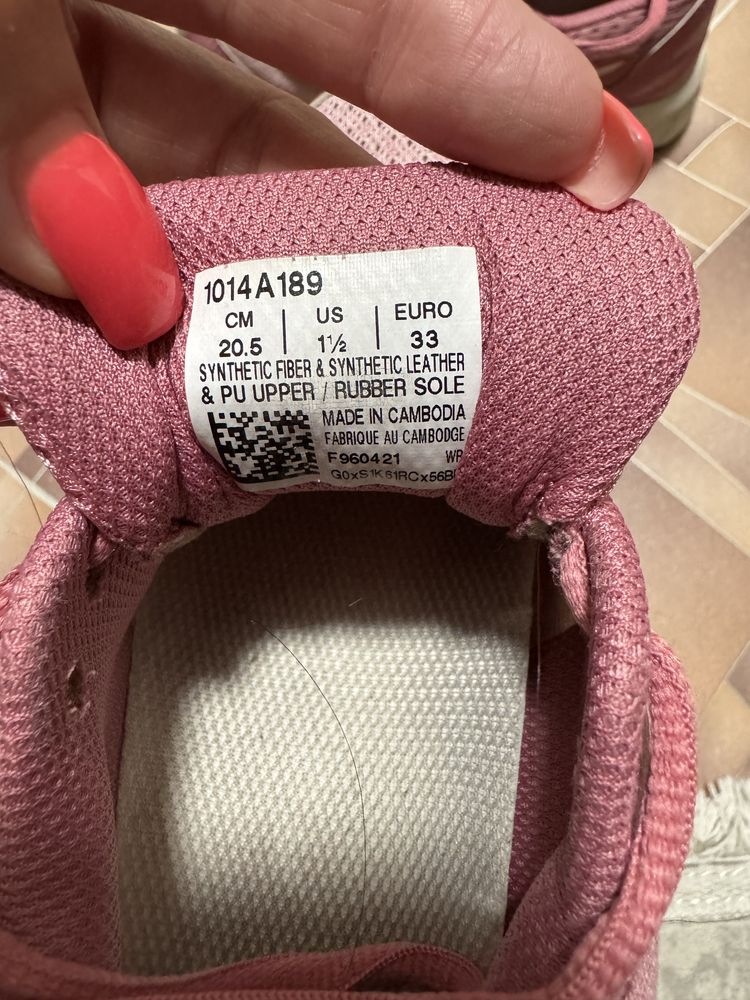 1014A189
CM | US | EURO
20.5 | 1½ | 33
SYNTHETIC FIBER & SYNTHETIC LEATHER
& PU UPPER / RUBBER SOLE
MADE IN CAMBODIA
FABRIQUE AU CAMBODGE
F960421 WP